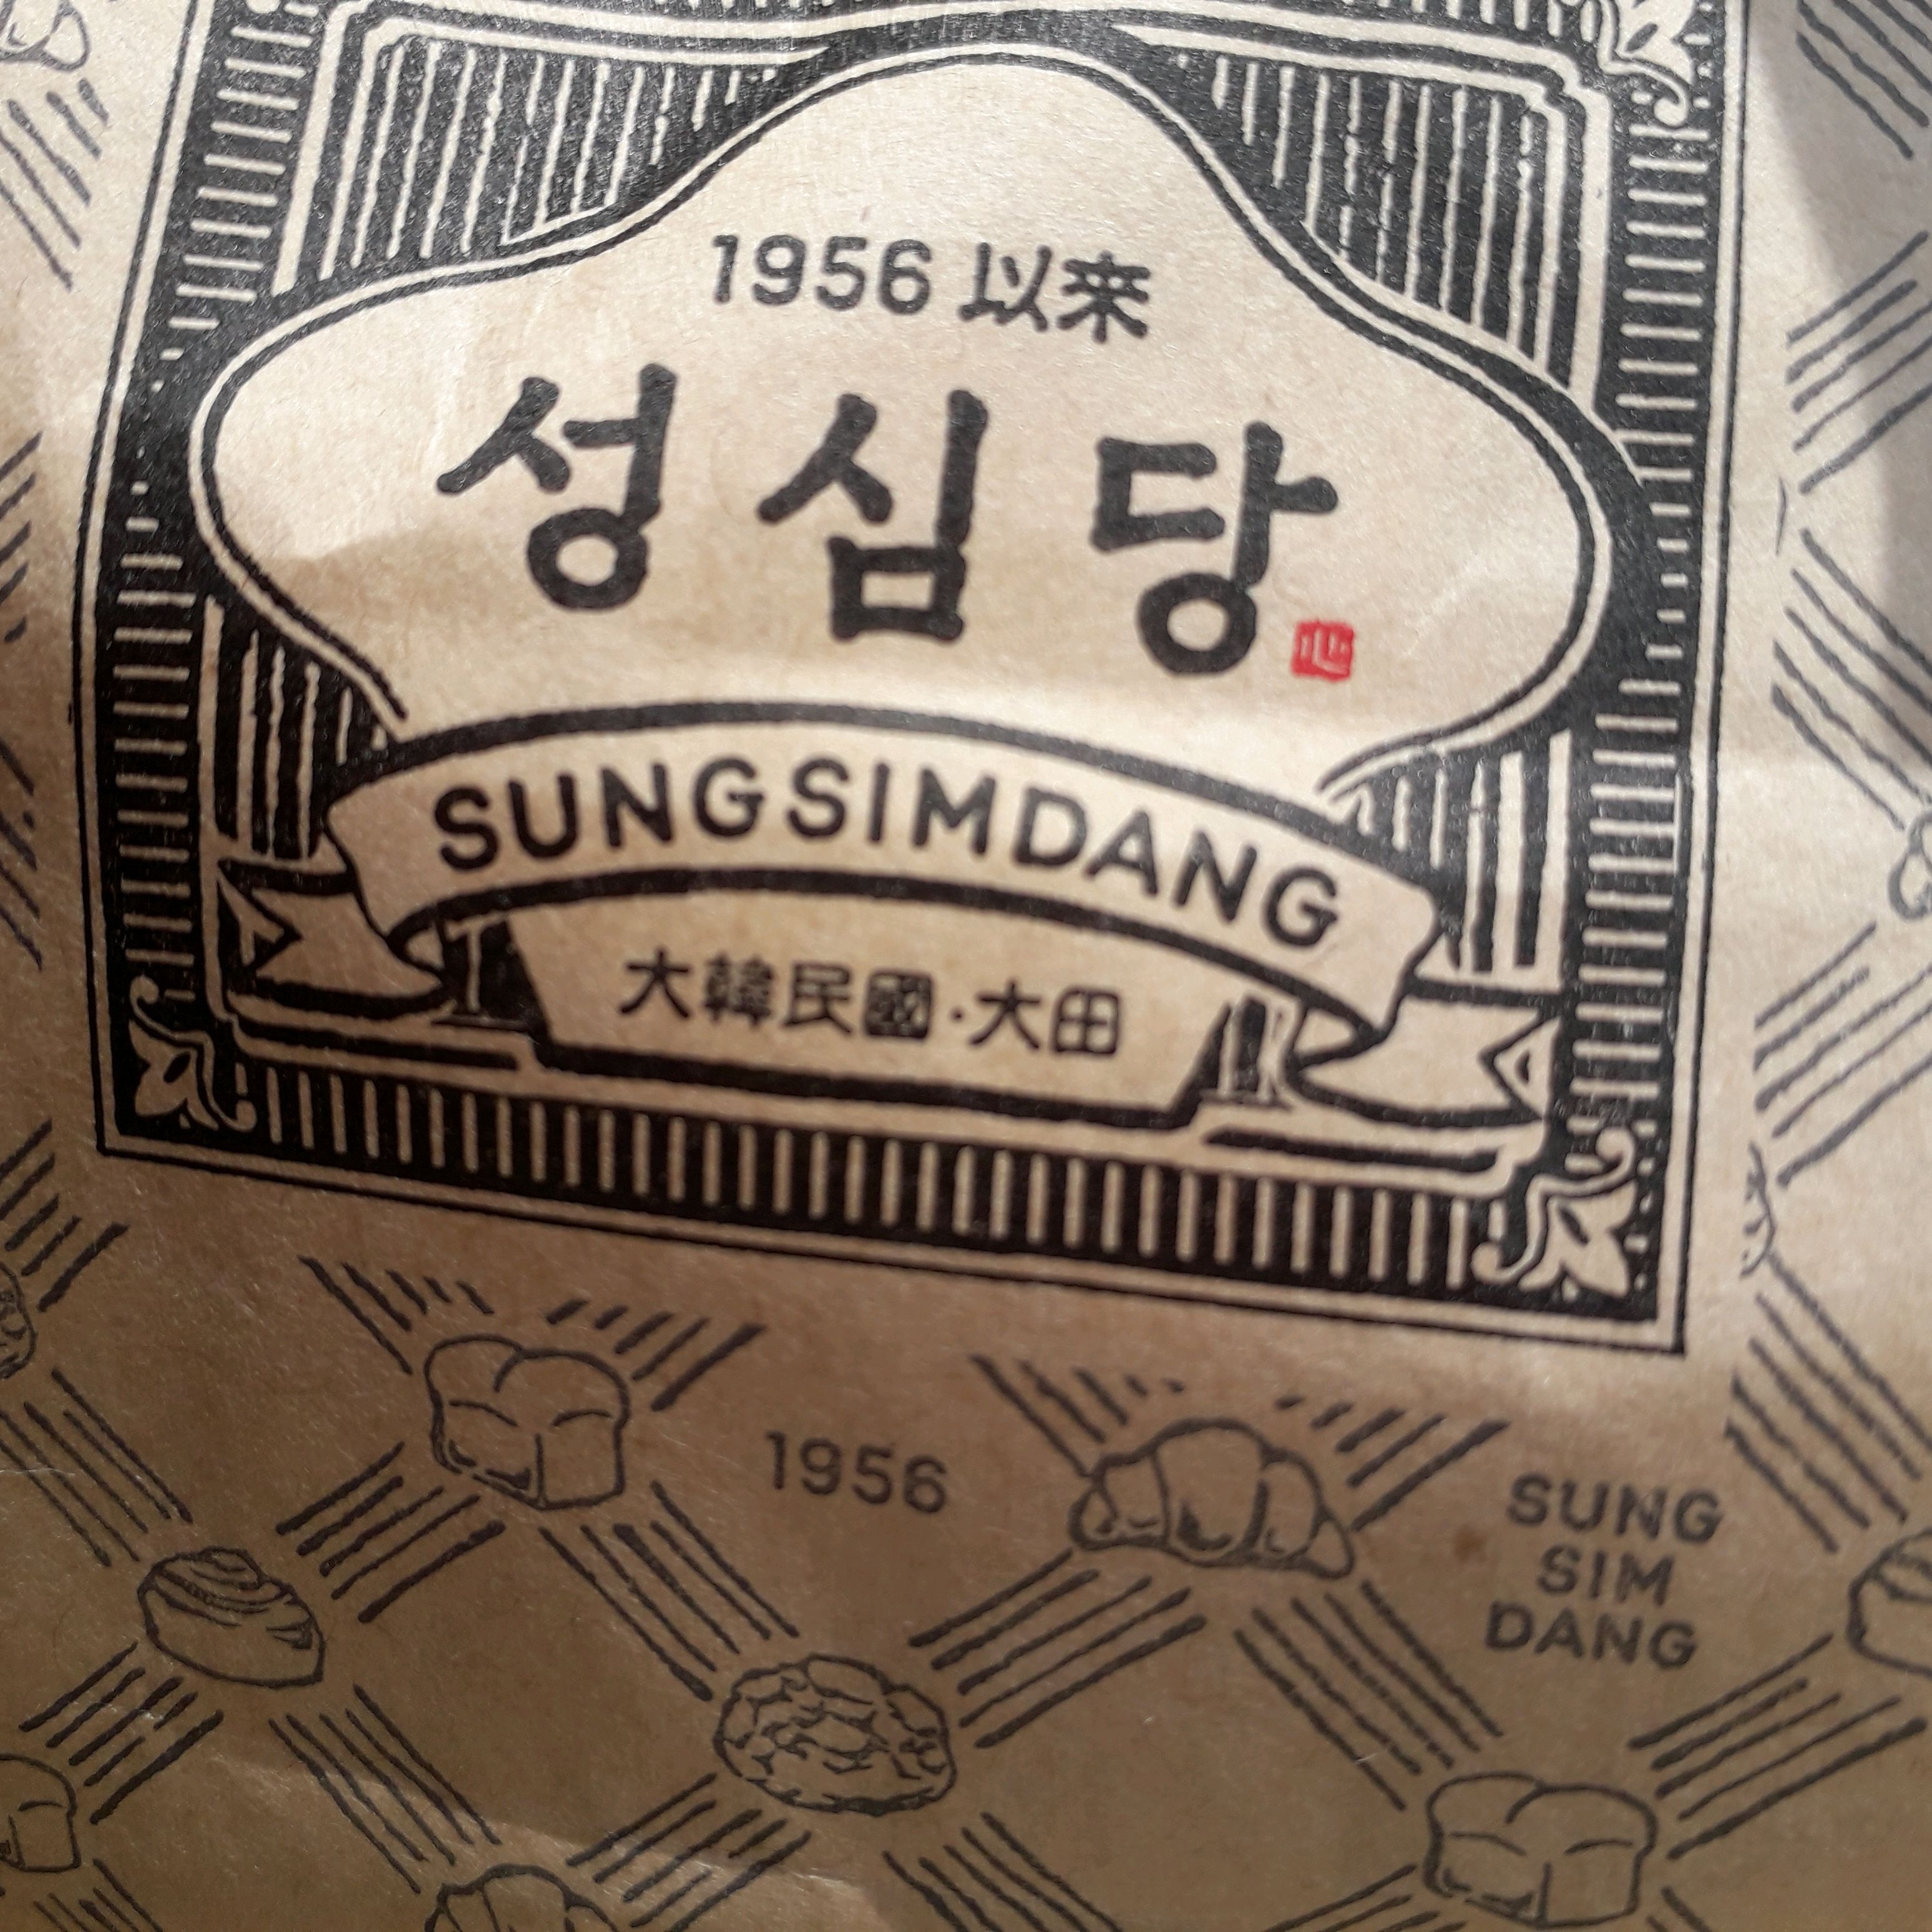 1956 以来
성심당
心
SUNGSIMDANG
大韓民國·大田
1956
SUNG
SIM
DANG